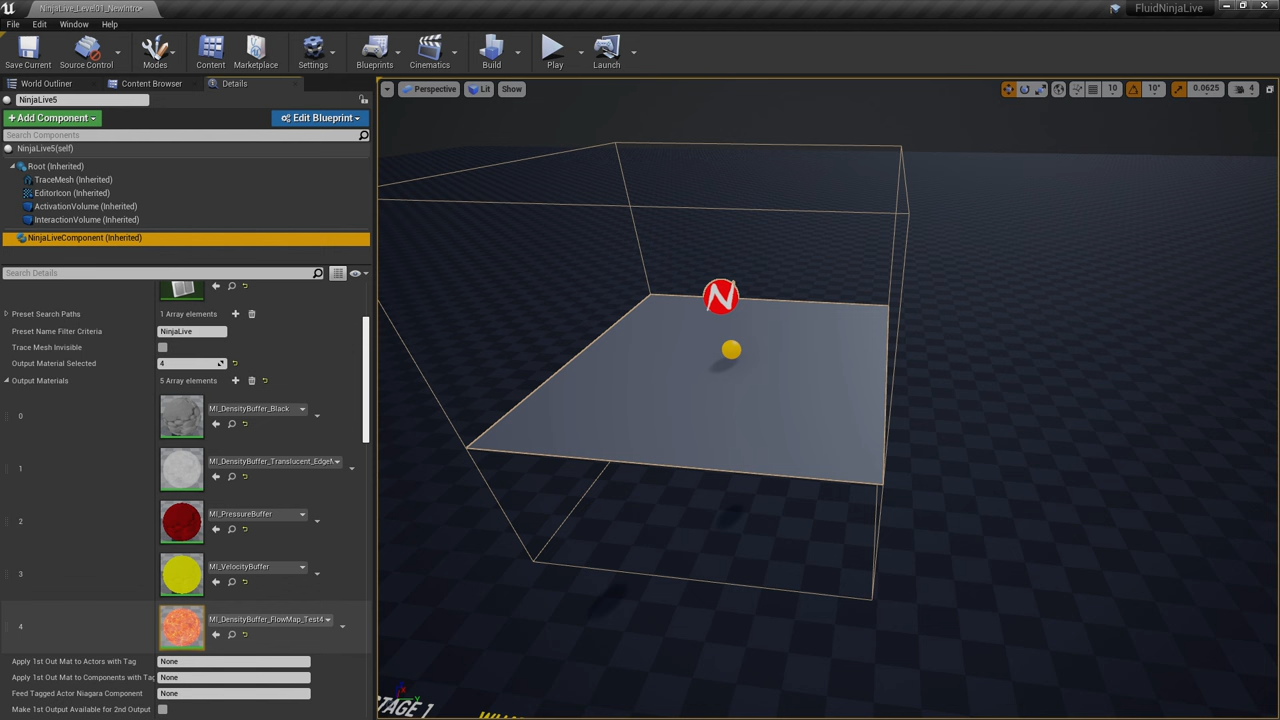 NinjaLive_Level01_NewIntro•
FluidNinjaLive
File Edit Window Help
Save Current Source Control Modes Content Marketplace Settings Blueprints Cinematics Build Play Launch
World Outliner Content Browser Details
NinjaLive5
+Add Component Edit Blueprint
Search Components
NinjaLive5(self)
Root (Inherited)
TraceMesh (Inherited)
EditorIcon (Inherited)
ActivationVolume (Inherited)
InteractionVolume (Inherited)
NinjaLiveComponent (Inherited)
Search Details
Preset Search Paths 1 Array elements
Preset Name Filter Criteria NinjaLive
Trace Mesh Invisible
Output Material Selected 4
Output Materials 5 Array elements
0 MI_DensityBuffer_Black
1 MI_DensityBuffer_Translucent_Edge
2 MI_PressureBuffer
3 MI_VelocityBuffer
4 MI_DensityBuffer_FlowMap_Test4
Apply 1st Out Mat to Actors with Tag None
Apply 1st Out Mat to Components with Tag None
Feed Tagged Actor Niagara Component None
Make 1st Output Available for 2nd Output
Perspective Lit Show
10 10° 0.0625 4
N
STAGE 1